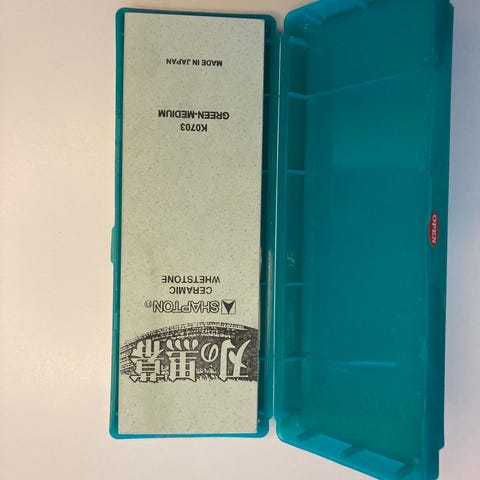 刃の黒幕
SHAPTON®
CERAMIC
WHETSTONE
K0703
GREEN-MEDIUM
MADE IN JAPAN
OPEN